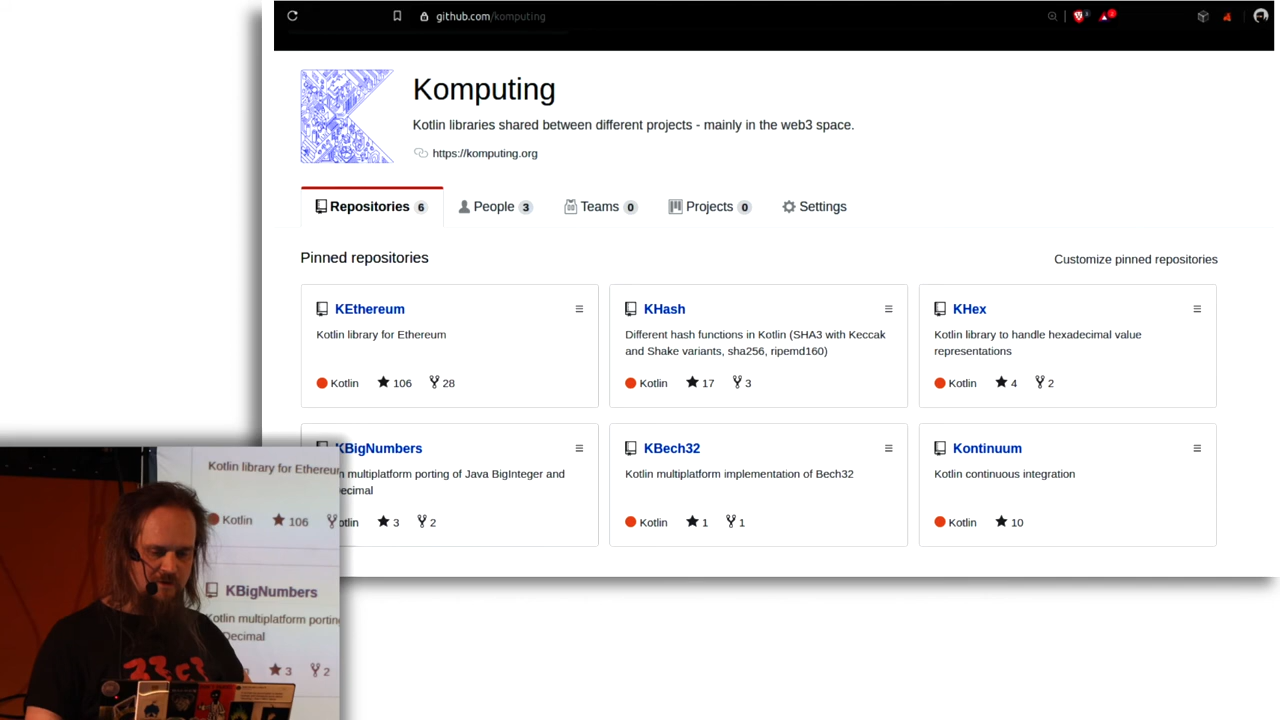 github.com/komputing
Komputing
Kotlin libraries shared between different projects - mainly in the web3 space.
https://komputing.org
Repositories 6
People 3
Teams 0
Projects 0
Settings
Pinned repositories
Customize pinned repositories
KEthereum
Kotlin library for Ethereum
Kotlin 106 28
KHash
Different hash functions in Kotlin (SHA3 with Keccak
and Shake variants, sha256, ripemd160)
Kotlin 17 3
KHex
Kotlin library to handle hexadecimal value
representations
Kotlin 4 2
KBigNumbers
n multiplatform porting of Java BigInteger and
ecimal
otlin 3 2
KBech32
Kotlin multiplatform implementation of Bech32
Kotlin 1 1
Kontinuum
Kotlin continuous integration
Kotlin 10
Kotlin library for Ethereum
Kotlin 106
KBigNumbers
Kotlin multiplatform porting
Decimal
3 2